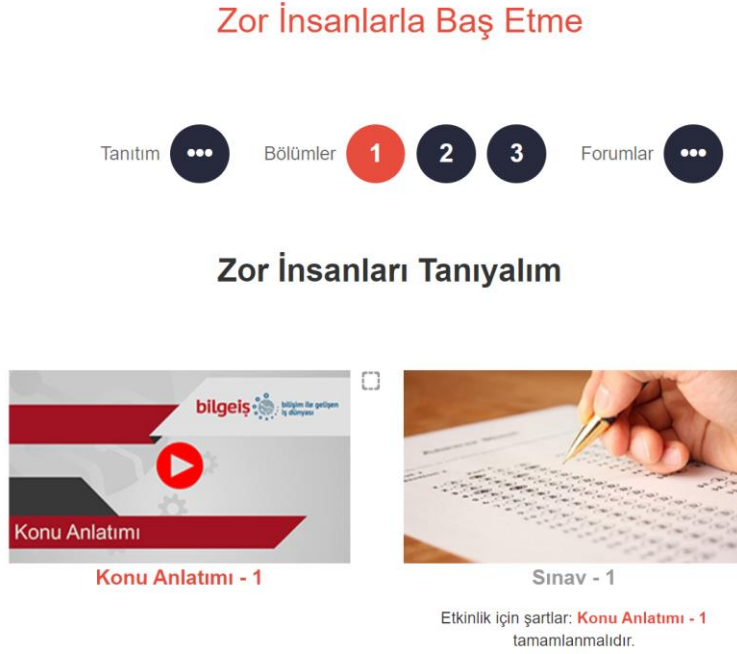 Zor İnsanlarla Baş Etme
Tanıtım ••• Bölümler 1 2 3 Forumlar •••
Zor İnsanları Tanıyalım
bilgeiş bilişim ile gelişen
iş dünyası
Konu Anlatımı
Konu Anlatımı - 1
Sınav - 1
Etkinlik için şartlar: Konu Anlatımı - 1
tamamlanmalıdır.